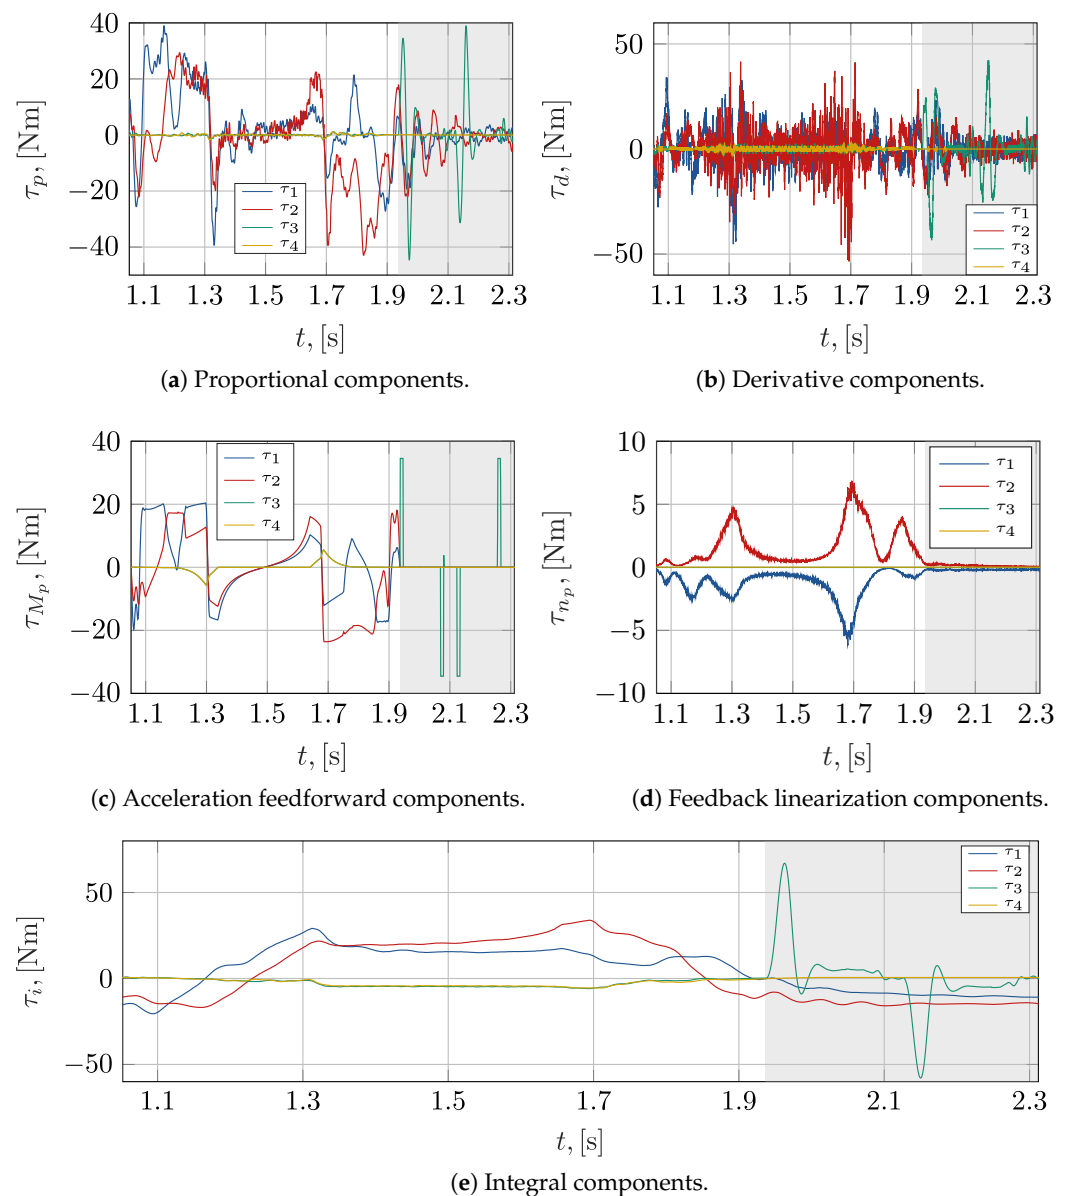 40
20
0
−20
−40
τp, [Nm]
τ1
τ2
τ3
τ4
1.1 1.3 1.5 1.7 1.9 2.1 2.3
t, [s]
(a) Proportional components.
50
0
−50
τd, [Nm]
τ1
τ2
τ3
τ4
1.1 1.3 1.5 1.7 1.9 2.1 2.3
t, [s]
(b) Derivative components.
40
20
0
−20
−40
τMp, [Nm]
τ1
τ2
τ3
τ4
1.1 1.3 1.5 1.7 1.9 2.1 2.3
t, [s]
(c) Acceleration feedforward components.
10
5
0
−5
−10
τnp, [Nm]
τ1
τ2
τ3
τ4
1.1 1.3 1.5 1.7 1.9 2.1 2.3
t, [s]
(d) Feedback linearization components.
50
0
−50
τi, [Nm]
τ1
τ2
τ3
τ4
1.1 1.3 1.5 1.7 1.9 2.1 2.3
t, [s]
(e) Integral components.